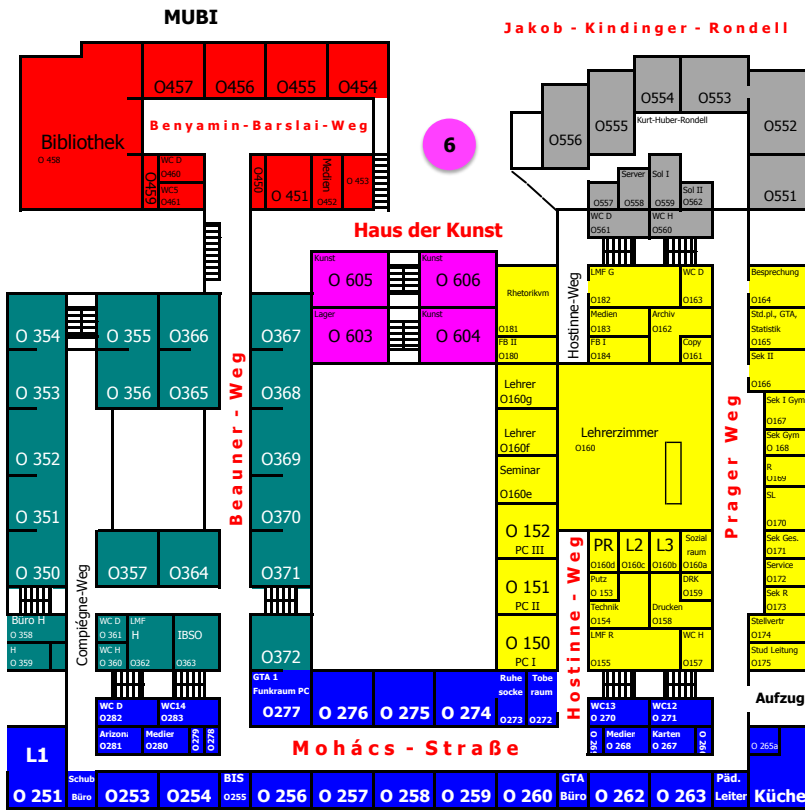 MUBI
Jakob - Kindinger - Rondell
O457
O456
O455
O454
Bibliothek
O 458
Benyamin-Barslai-Weg
O459
WC D
O460
WCS
O461
O450
O 451
Medien
O452
O 453
6
O556
O555
O554
O553
Kurt-Huber-Rondell
O552
O551
Server
Sol I
Sol II
O557
O558
O559
O562
WC D
O561
WC H
O560
Haus der Kunst
Kunst
O 605
Kunst
O 606
Lager
O 603
Kunst
O 604
Rhetorikvm
O181
FB II
O180
Hostinne-Weg
LMF G
O182
WC D
O163
Medien
O183
Archiv
O162
FB I
O184
Copy
O161
Besprechung
O164
Std.pl., GTA,
Statistik
O165
Sek II
O166
Sek I Gym
O167
Sek Gym
O 168
R
O169
SL
O170
Sek Ges.
O171
Service
O172
Sek R
O173
Stellvertr
O174
Stud Leitung
O175
Aufzug
Prager Weg
O 354
O 355
O366
O367
O 353
O 356
O365
O368
O 352
O369
O 351
O370
O 350
O357
O364
O371
Beauner - Weg
Compiégne-Weg
Büro H
O 358
H
O 359
WC D
O 361
WC H
O 360
LMF
H
O362
IBSO
O363
O372
Lehrer
O160g
Lehrer
O160f
Seminar
O160e
Lehrerzimmer
O160
O 152
PC III
O 151
PC II
O 150
PC I
Hostinne - Weg
PR
O160d
L2
O160c
L3
O160b
Sozial
raum
O160a
Putz
O 153
DRK
O159
Technik
O154
Drucken
O158
LMF R
O155
WC H
O157
WC D
O282
WC14
O283
Arizona
O281
Medier
O280
O279
O278
GTA 1
Funkraum PC
O277
O 276
O 275
O 274
Ruhe
socke
O273
Tobe
raum
O272
WC13
O 270
WC12
O 271
Medien
O 268
Karten
O 267
O 265a
Mohács - Straße
L1
O 251
Schub
Büro
O253
O254
BIS
O255
O 256
O 257
O 258
O 259
O 260
GTA
Büro
O 262
O 263
Päd.
Leiter
Küche